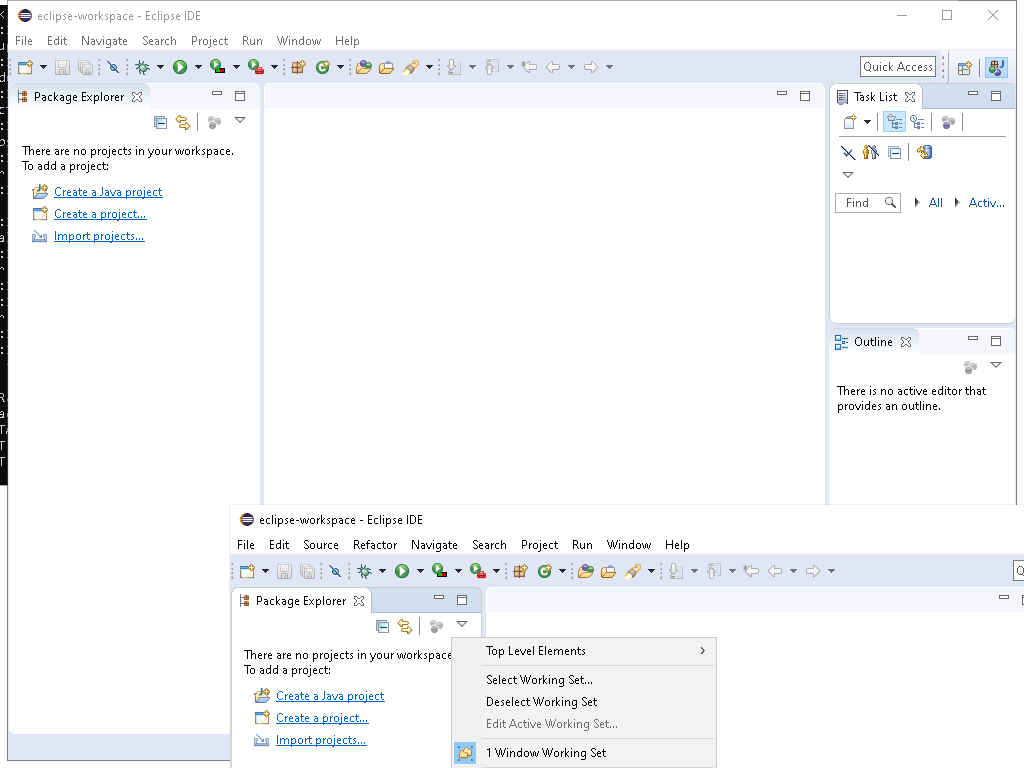 eclipse-workspace - Eclipse IDE
File Edit Navigate Search Project Run Window Help
Quick Access
Package Explorer
Task List
There are no projects in your workspace.
To add a project:
Create a Java project
Create a project...
Import projects...
Find
All
Activ...
Outline
There is no active editor that
provides an outline.
eclipse-workspace - Eclipse IDE
File Edit Source Refactor Navigate Search Project Run Window Help
Package Explorer
There are no projects in your workspace
To add a project:
Create a Java project
Create a project...
Import projects...
Top Level Elements
Select Working Set...
Deselect Working Set
Edit Active Working Set...
1 Window Working Set